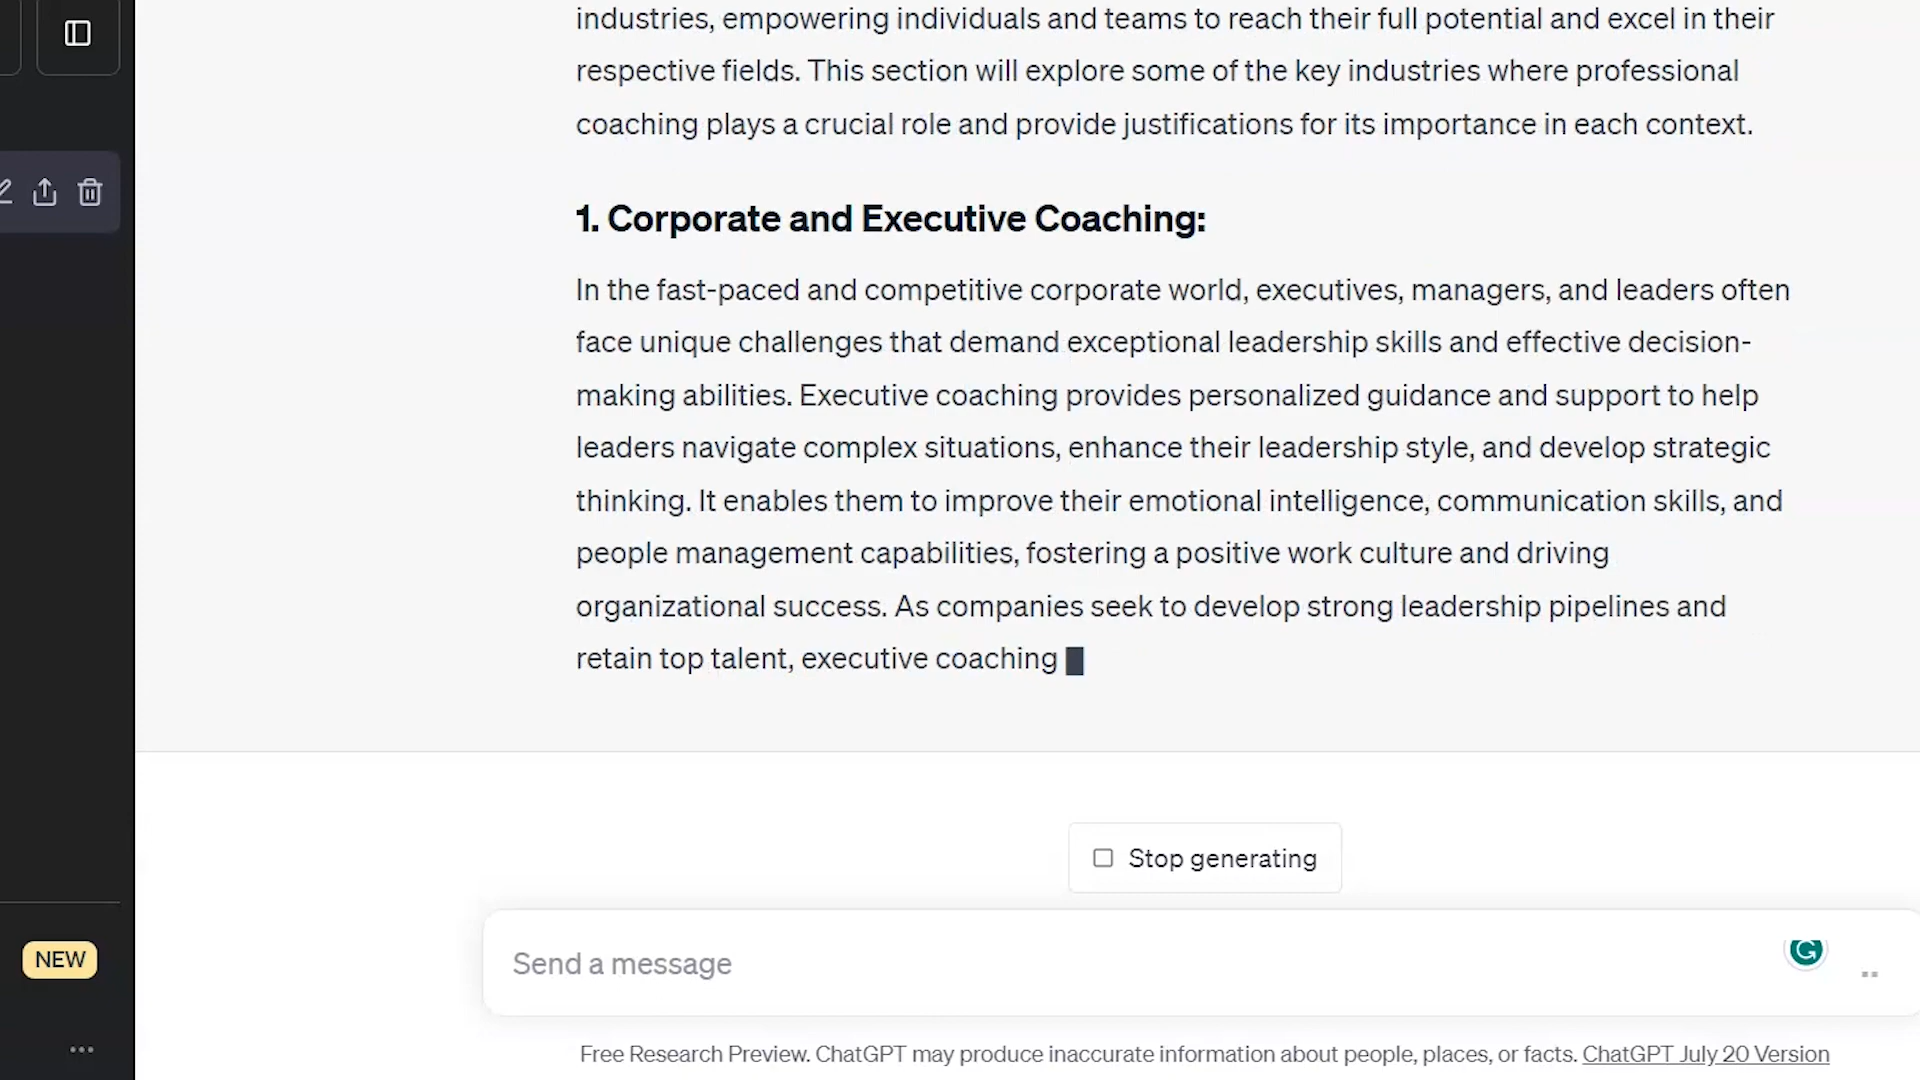 industries, empowering individuals and teams to reach their full potential and excel in their
respective fields. This section will explore some of the key industries where professional
coaching plays a crucial role and provide justifications for its importance in each context.
1. Corporate and Executive Coaching:
In the fast-paced and competitive corporate world, executives, managers, and leaders often
face unique challenges that demand exceptional leadership skills and effective decision-
making abilities. Executive coaching provides personalized guidance and support to help
leaders navigate complex situations, enhance their leadership style, and develop strategic
thinking. It enables them to improve their emotional intelligence, communication skills, and
people management capabilities, fostering a positive work culture and driving
organizational success. As companies seek to develop strong leadership pipelines and
retain top talent, executive coaching
Stop generating
NEW
Send a message
Free Research Preview. ChatGPT may produce inaccurate information about people, places, or facts. ChatGPT July 20 Version